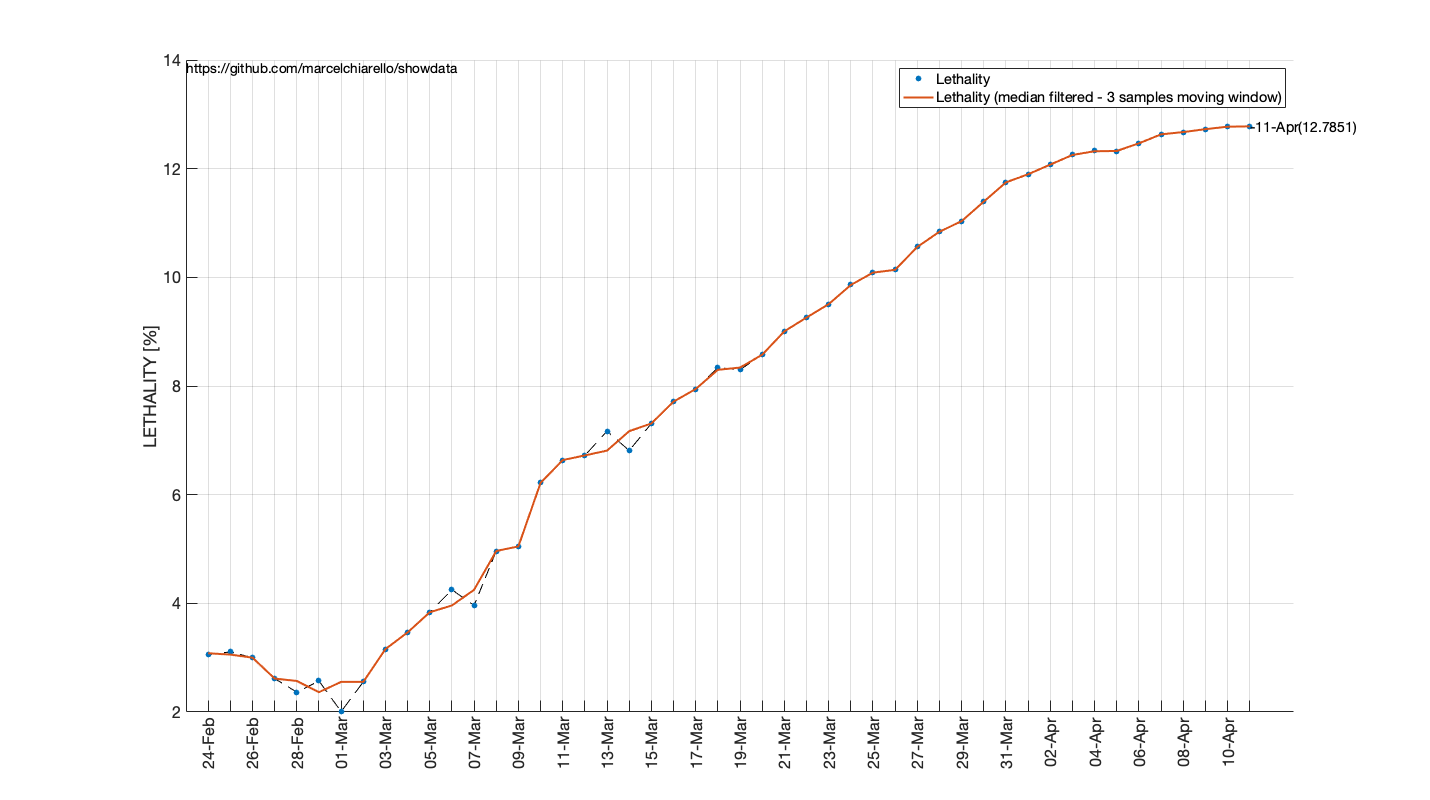 https://github.com/marcelchiarello/showdata
Lethality
Lethality (median filtered - 3 samples moving window)
11-Apr(12.7851)
LETHALITY [%]
14
12
10
8
6
4
2
24-Feb
26-Feb
28-Feb
01-Mar
03-Mar
05-Mar
07-Mar
09-Mar
11-Mar
13-Mar
15-Mar
17-Mar
19-Mar
21-Mar
23-Mar
25-Mar
27-Mar
29-Mar
31-Mar
02-Apr
04-Apr
06-Apr
08-Apr
10-Apr